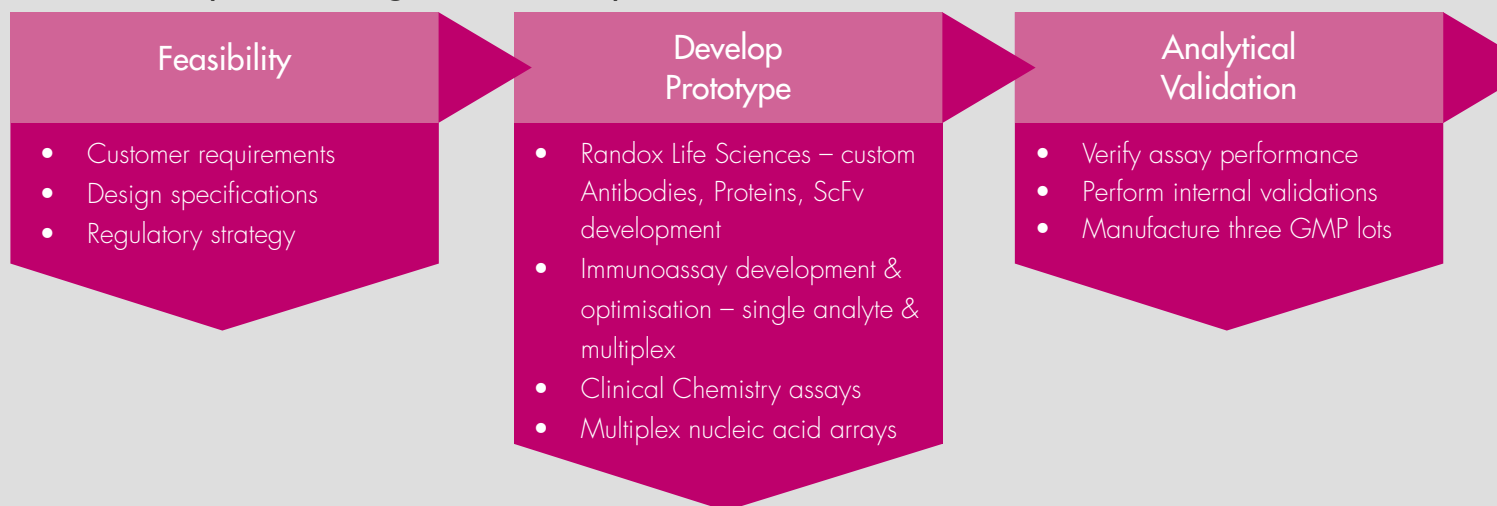 Feasibility
• Customer requirements
• Design specifications
• Regulatory strategy
Develop
Prototype
• Randox Life Sciences – custom
Antibodies, Proteins, ScFv
development
• Immunoassay development &
optimisation – single analyte &
multiplex
• Clinical Chemistry assays
• Multiplex nucleic acid arrays
Analytical
Validation
• Verify assay performance
• Perform internal validations
• Manufacture three GMP lots